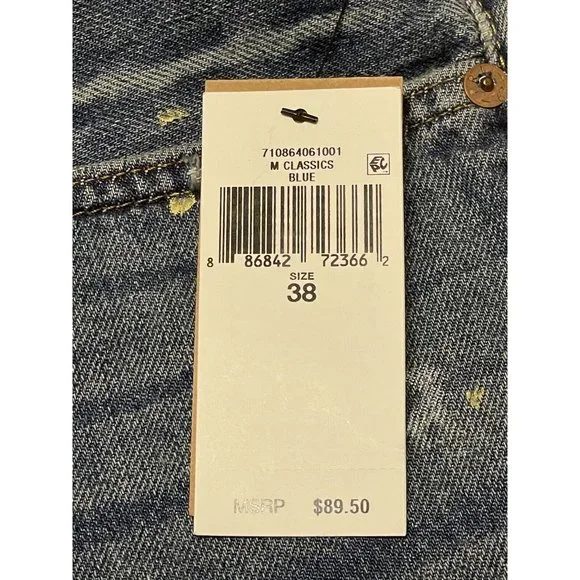 710864061001
M CLASSICS
BLUE
8 86842 72366 2
SIZE
38
MSRP $89.50